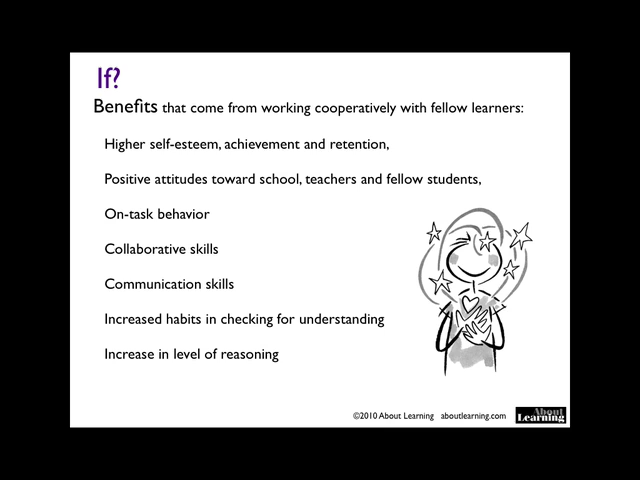 If?
Benefits that come from working cooperatively with fellow learners:
Higher self-esteem, achievement and retention,
Positive attitudes toward school, teachers and fellow students,
On-task behavior
Collaborative skills
Communication skills
Increased habits in checking for understanding
Increase in level of reasoning
©2010 About Learning aboutlearning.com
About
Learning